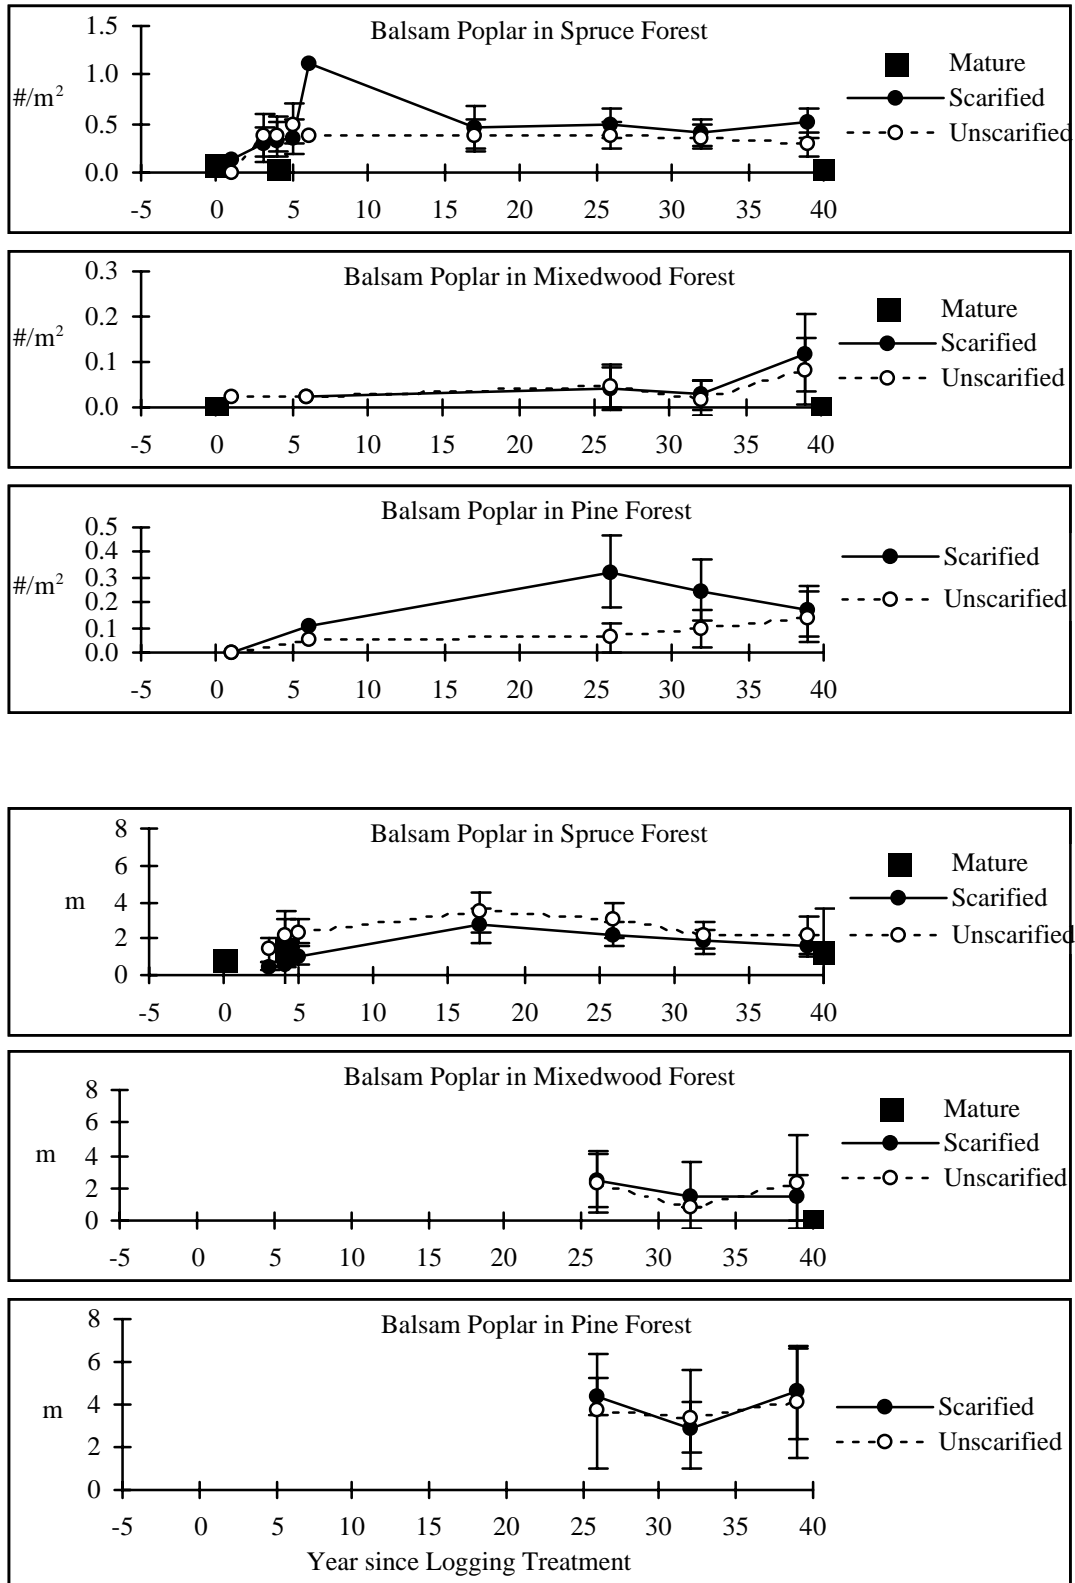 Balsam Poplar in Spruce Forest
1.5
1.0
#/m²
0.5
0.0
-5 0 5 10 15 20 25 30 35 40
Mature
Scarified
Unscarified
Balsam Poplar in Mixedwood Forest
0.3
0.2
#/m²
0.1
0.0
-5 0 5 10 15 20 25 30 35 40
Mature
Scarified
Unscarified
Balsam Poplar in Pine Forest
0.5
0.4
0.3
#/m²
0.2
0.1
0.0
-5 0 5 10 15 20 25 30 35 40
Scarified
Unscarified
Balsam Poplar in Spruce Forest
8
6
m
4
2
0
-5 0 5 10 15 20 25 30 35 40
Mature
Scarified
Unscarified
Balsam Poplar in Mixedwood Forest
8
6
m
4
2
0
-5 0 5 10 15 20 25 30 35 40
Mature
Scarified
Unscarified
Balsam Poplar in Pine Forest
8
6
m
4
2
0
-5 0 5 10 15 20 25 30 35 40
Scarified
Unscarified
Year since Logging Treatment